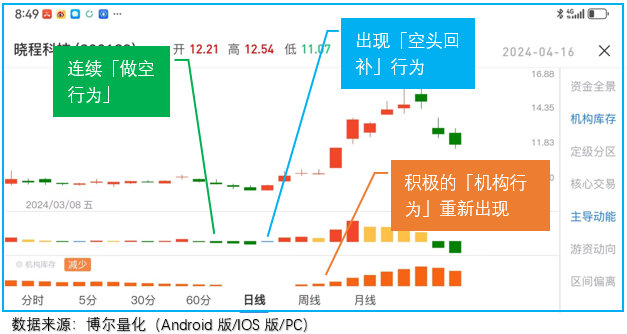 8:49
4G
晓程科技
开 12.21 高 12.54 低 11.07
2024-04-16
连续「做空
行为」
出现「空头回
补」行为
积极的「机构行
为」重新出现
16.88
14.35
11.83
2024/03/08 五
机构库存 减少
资金全景
机构库存
定级分区
核心交易
主导动能
游资动向
区间偏离
分时 5分 30分 60分 日线 周线 月线
数据来源：博尔量化（Android 版/IOS 版/PC）